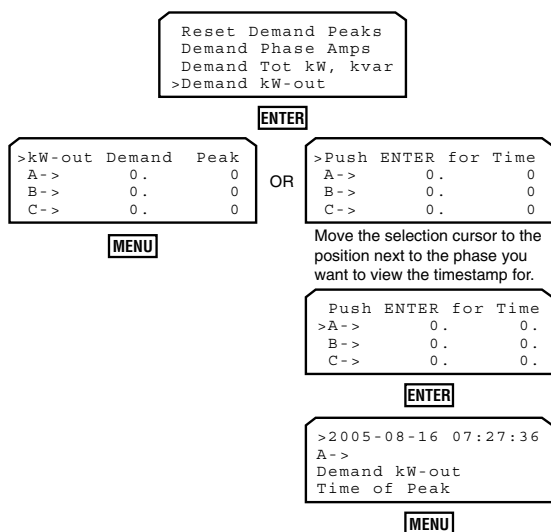 Reset Demand Peaks
Demand Phase Amps
Demand Tot kW, kvar
>Demand kW-out
ENTER
>kW-out Demand Peak
A-> 0. 0
B-> 0. 0
C-> 0. 0
MENU
OR
>Push ENTER for Time
A-> 0. 0
B-> 0. 0
C-> 0. 0
Move the selection cursor to the
position next to the phase you
want to view the timestamp for.
Push ENTER for Time
>A-> 0. 0.
B-> 0. 0.
C-> 0. 0.
ENTER
>2005-08-16 07:27:36
A->
Demand kW-out
Time of Peak
MENU